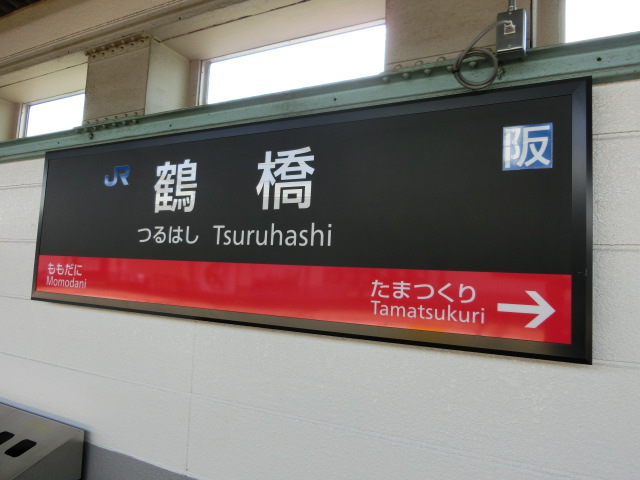 JR 鶴橋 阪
つるはし Tsuruhashi
ももだに
Momodani
たまつくり
Tamatsukuri →